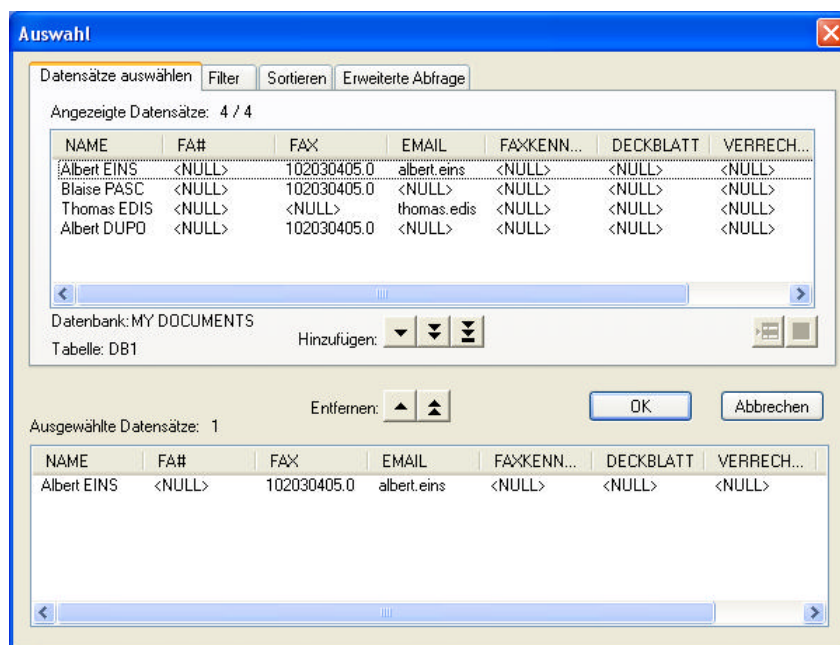 Auswahl
Datensätze auswählen Filter Sortieren Erweiterte Abfrage
Angezeigte Datensätze: 4 / 4
NAME FA# FAX EMAIL FAXKENN... DECKBLATT VERRECH...
Albert EINS <NULL> 102030405.0 albert.eins <NULL> <NULL> <NULL>
Blaise PASC <NULL> 102030405.0 <NULL> <NULL> <NULL> <NULL>
Thomas EDIS <NULL> <NULL> thomas.edis <NULL> <NULL> <NULL>
Albert DUPO <NULL> 102030405.0 <NULL> <NULL> <NULL> <NULL>
Datenbank: MY DOCUMENTS
Hinzufügen:
Tabelle: DB1
Entfernen: OK Abbrechen
Ausgewählte Datensätze: 1
NAME FA# FAX EMAIL FAXKENN... DECKBLATT VERRECH...
Albert EINS <NULL> 102030405.0 albert.eins <NULL> <NULL> <NULL>